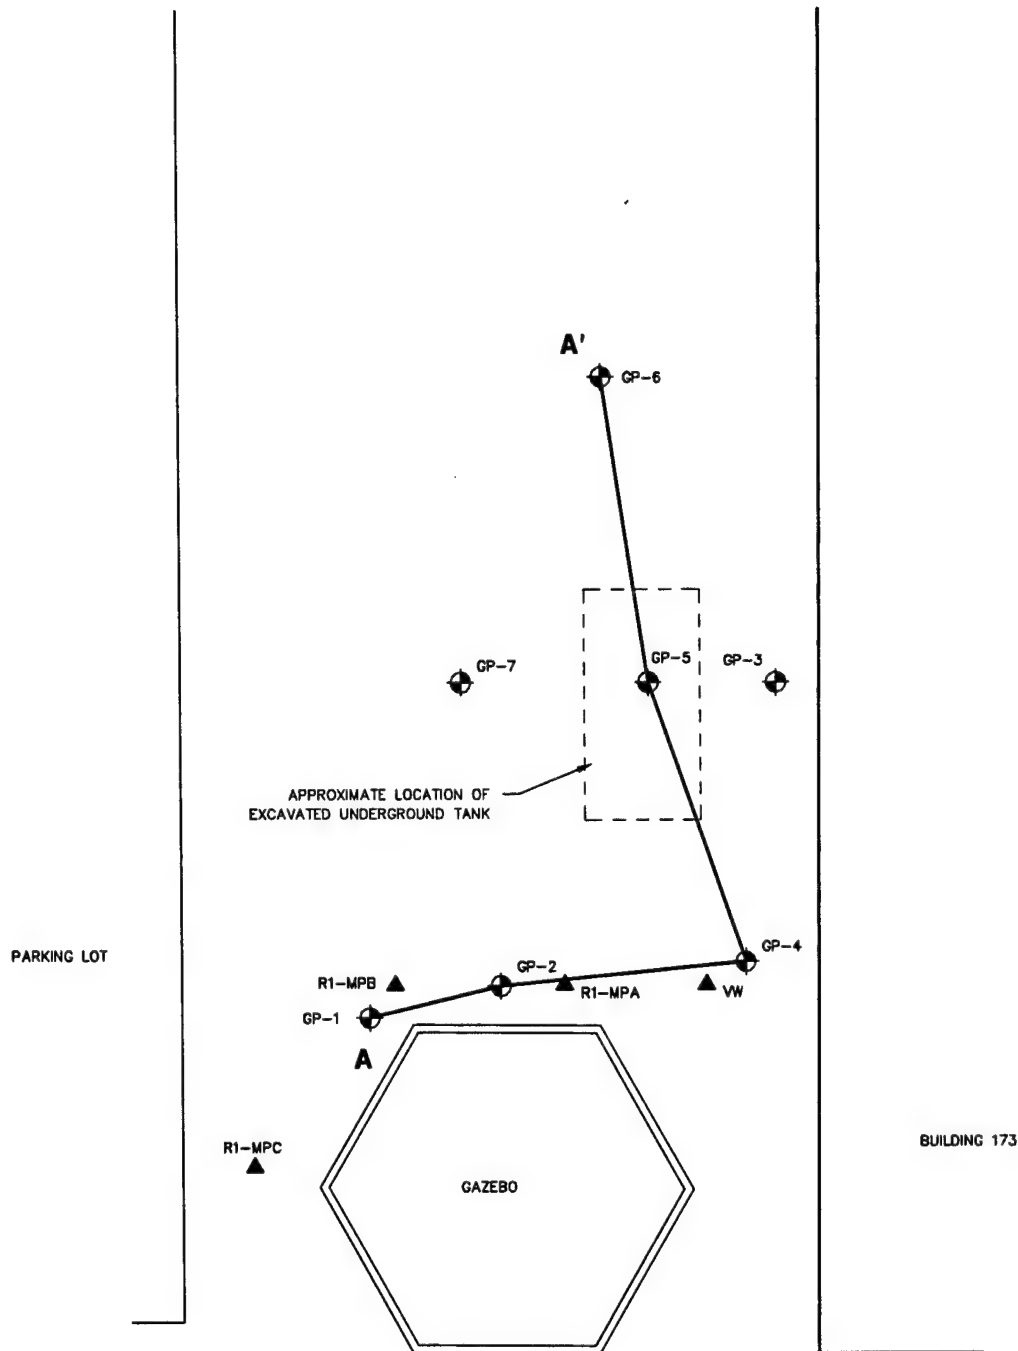 A'
GP-6
GP-7
GP-5
GP-3
APPROXIMATE LOCATION OF
EXCAVATED UNDERGROUND TANK
PARKING LOT
GP-4
GP-2
R1-MPB
R1-MPA
VW
GP-1
A
R1-MPC
BUILDING 173
GAZEBO